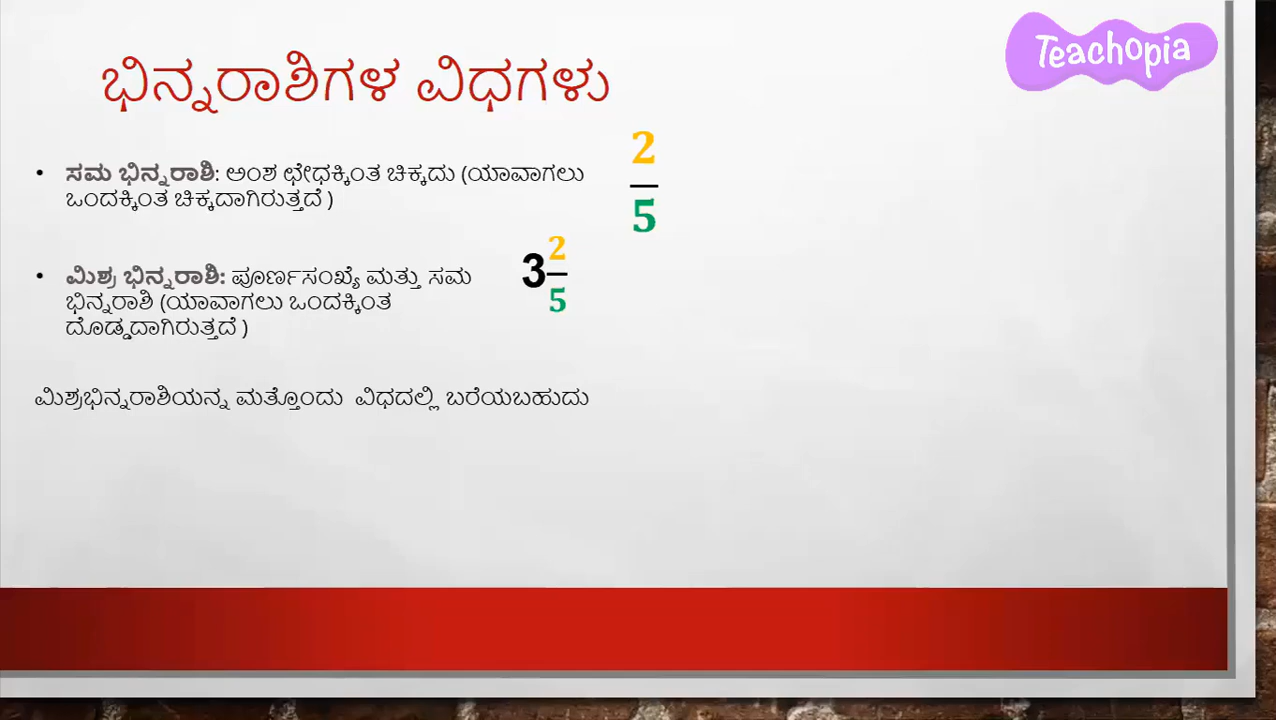 Teachopia
ಭಿನ್ನರಾಶಿಗಳ ವಿಧಗಳು
• ಸಮ ಭಿನ್ನರಾಶಿ: ಅಂಶ ಛೇಧಕ್ಕಿಂತ ಚಿಕ್ಕದು (ಯಾವಾಗಲು
ಒಂದಕ್ಕಿಂತ ಚಿಕ್ಕದಾಗಿರುತ್ತದೆ )
2
5
• ಮಿಶ್ರ ಭಿನ್ನರಾಶಿ: ಪೂರ್ಣಸಂಖ್ಯೆ ಮತ್ತು ಸಮ
ಭಿನ್ನರಾಶಿ (ಯಾವಾಗಲು ಒಂದಕ್ಕಿಂತ
ದೊಡ್ಡದಾಗಿರುತ್ತದೆ )
3 2
5
ಮಿಶ್ರಭಿನ್ನರಾಶಿಯನ್ನ ಮತ್ತೊಂದು ವಿಧದಲ್ಲಿ ಬರೆಯಬಹುದು